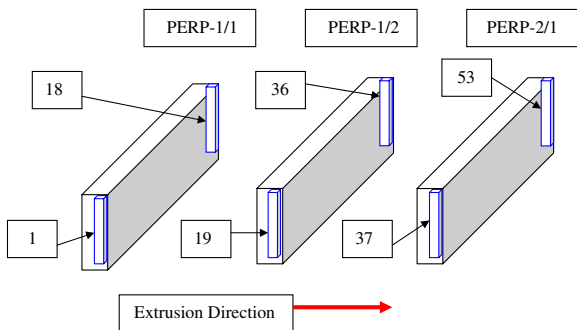 PERP-1/1
PERP-1/2
PERP-2/1
18
36
53
1
19
37
Extrusion Direction